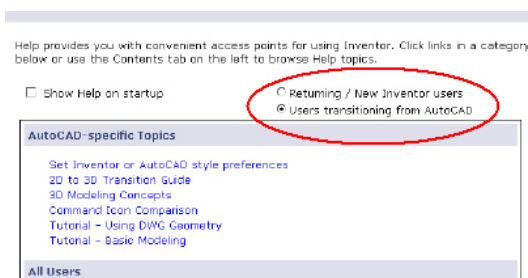 Help provides you with convenient access points for using Inventor. Click links in a category
below or use the Contents tab on the left to browse Help topics.
Show Help on startup
Returning / New Inventor users
Users transitioning from AutoCAD
AutoCAD-specific Topics
Set Inventor or AutoCAD style preferences
2D to 3D Transition Guide
3D Modeling Concepts
Command Icon Comparison
Tutorial - Using DWG Geometry
Tutorial - Basic Modeling
All Users